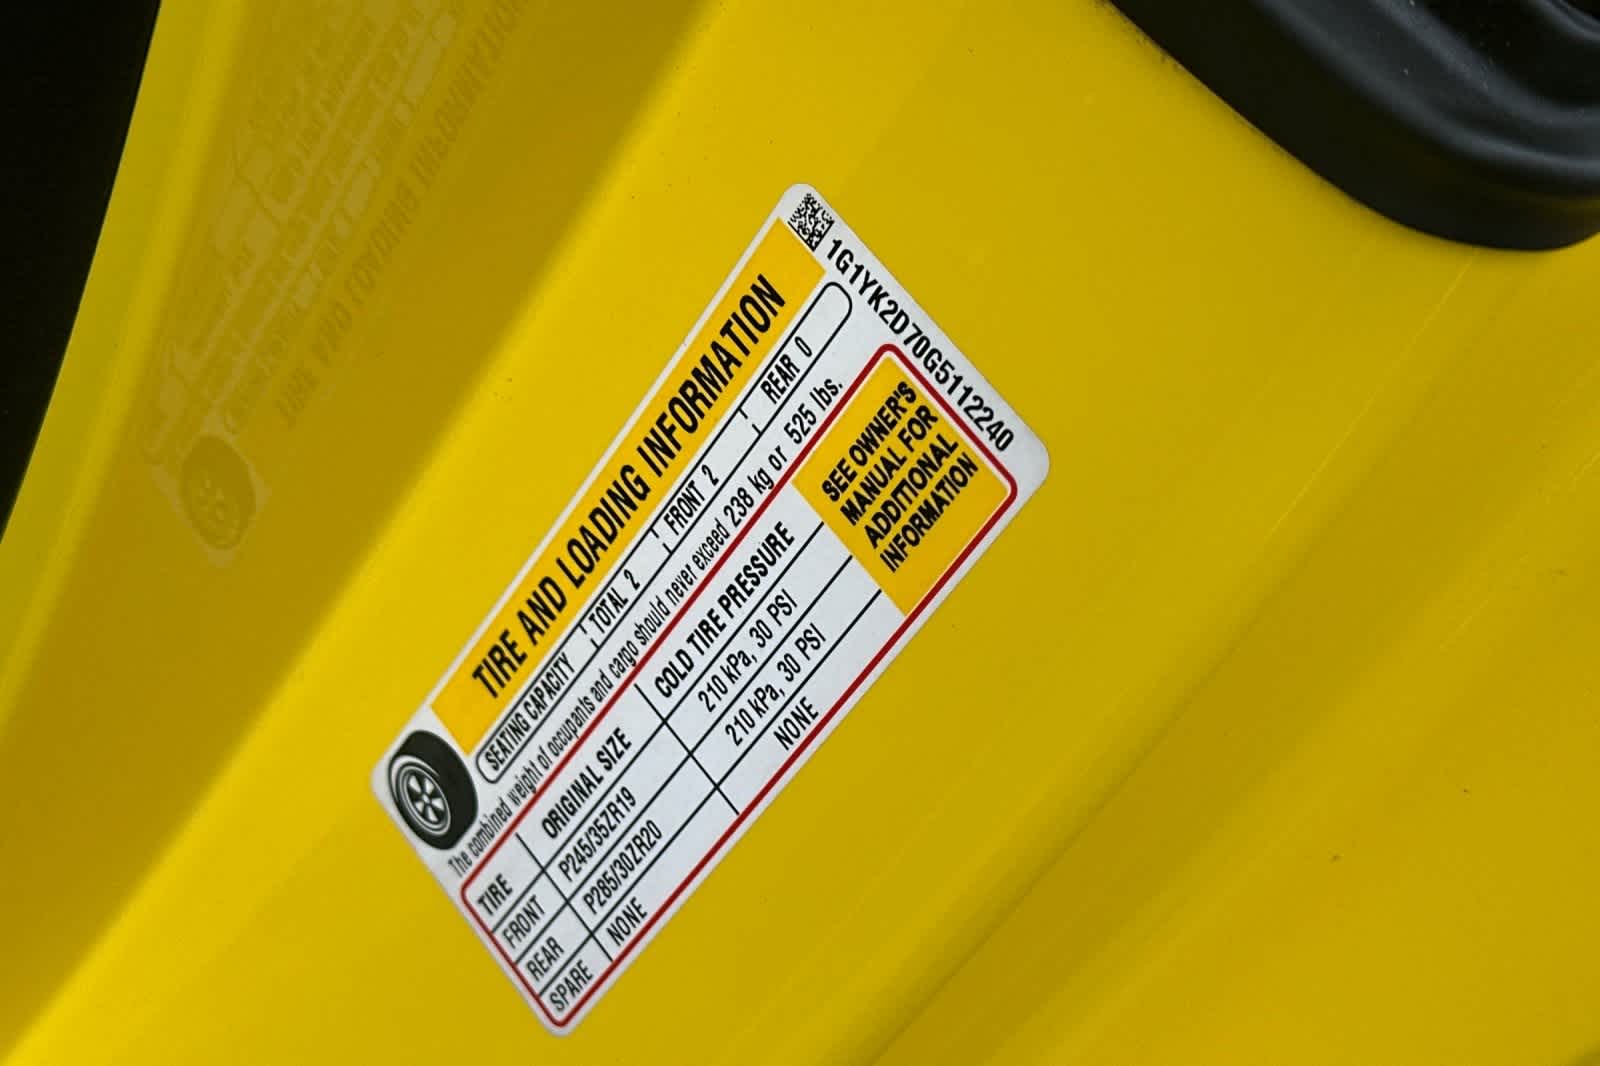 1G1YK2D70G5112240
TIRE AND LOADING INFORMATION
SEATING CAPACITY TOTAL 2 FRONT 2 REAR 0
The combined weight of occupants and cargo should never exceed 238 kg or 525 lbs.
TIRE ORIGINAL SIZE COLD TIRE PRESSURE
FRONT P245/35ZR19 210 kPa, 30 PSI
REAR P285/30ZR20 210 kPa, 30 PSI
SPARE NONE NONE
SEE OWNER'S
MANUAL FOR
ADDITIONAL
INFORMATION